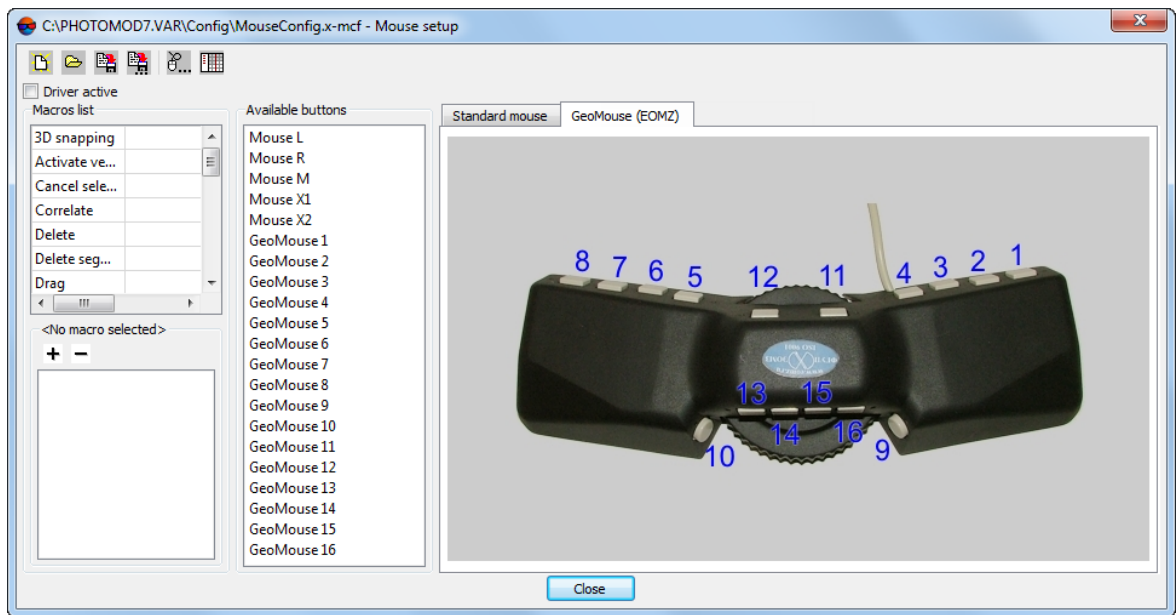 C:\PHOTOMOD7.VAR\Config\MouseConfig.x-mcf - Mouse setup
Driver active
Macros list
3D snapping
Activate ve...
Cancel sele...
Correlate
Delete
Delete seg...
Drag
<No macro selected>
Available buttons
Mouse L
Mouse R
Mouse M
Mouse X1
Mouse X2
GeoMouse 1
GeoMouse 2
GeoMouse 3
GeoMouse 4
GeoMouse 5
GeoMouse 6
GeoMouse 7
GeoMouse 8
GeoMouse 9
GeoMouse 10
GeoMouse 11
GeoMouse 12
GeoMouse 13
GeoMouse 14
GeoMouse 15
GeoMouse 16
Standard mouse GeoMouse (EOMZ)
8 7 6 5 12 11 4 3 2 1
13 15
14 16
10 9
Close